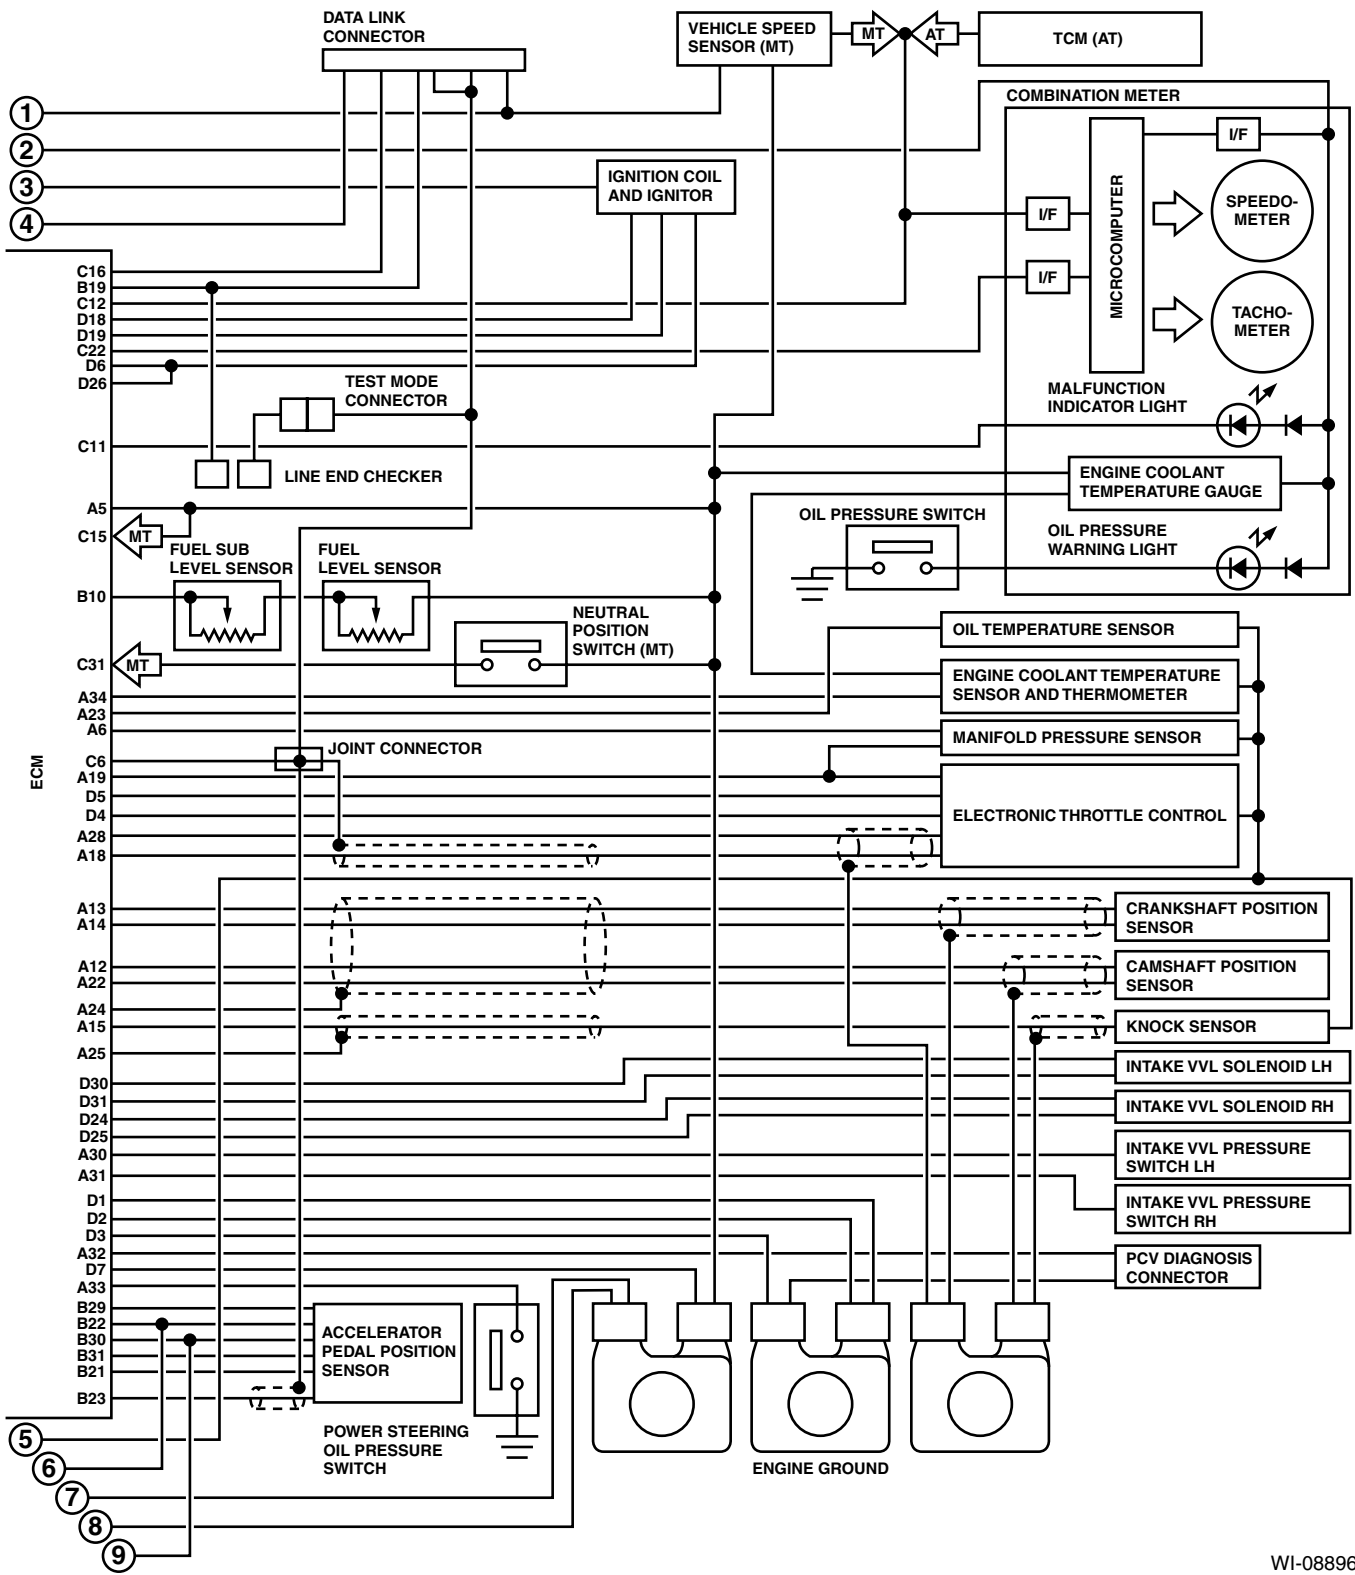 DATA LINK
CONNECTOR
VEHICLE SPEED
SENSOR (MT)
MT
AT
TCM (AT)
COMBINATION METER
1
2
3
4
IGNITION COIL
AND IGNITOR
I/F
I/F
I/F
MICROCOMPUTER
SPEEDO-
METER
TACHO-
METER
ECM
C16
B19
C12
D18
D19
C22
D6
D26
TEST MODE
CONNECTOR
MALFUNCTION
INDICATOR LIGHT
C11
LINE END CHECKER
ENGINE COOLANT
TEMPERATURE GAUGE
A5
C15
MT
OIL PRESSURE SWITCH
OIL PRESSURE
WARNING LIGHT
FUEL SUB
LEVEL SENSOR
FUEL
LEVEL SENSOR
B10
NEUTRAL
POSITION
SWITCH (MT)
C31
MT
OIL TEMPERATURE SENSOR
ENGINE COOLANT TEMPERATURE
SENSOR AND THERMOMETER
MANIFOLD PRESSURE SENSOR
A34
A23
A6
JOINT CONNECTOR
C6
A19
D5
D4
A28
A18
ELECTRONIC THROTTLE CONTROL
A13
A14
CRANKSHAFT POSITION
SENSOR
A12
A22
CAMSHAFT POSITION
SENSOR
A24
A15
KNOCK SENSOR
A25
INTAKE VVL SOLENOID LH
D30
D31
INTAKE VVL SOLENOID RH
D24
D25
A30
INTAKE VVL PRESSURE
SWITCH LH
A31
INTAKE VVL PRESSURE
SWITCH RH
D1
D2
D3
A32
PCV DIAGNOSIS
CONNECTOR
D7
A33
B29
B22
B30
B31
B21
B23
ACCELERATOR
PEDAL POSITION
SENSOR
POWER STEERING
OIL PRESSURE
SWITCH
ENGINE GROUND
5
6
7
8
9
WI-08896